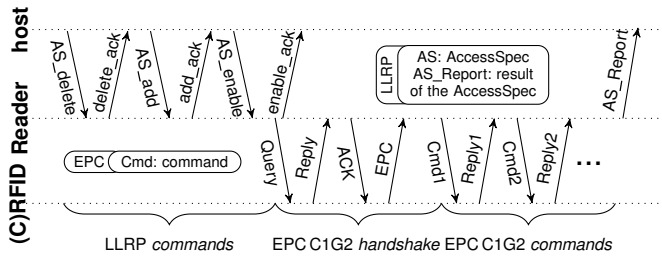 host
Reader
(C)RFID
AS_delete
delete_ack
AS_add
add_ack
AS_enable
enable_ack
LLRP
AS: AccessSpec
AS_Report: result
of the AccessSpec
AS_Report
EPC
Cmd: command
Query
Reply
ACK
EPC
Cmd1
Reply1
Cmd2
Reply2
...
LLRP commands
EPC C1G2 handshake
EPC C1G2 commands